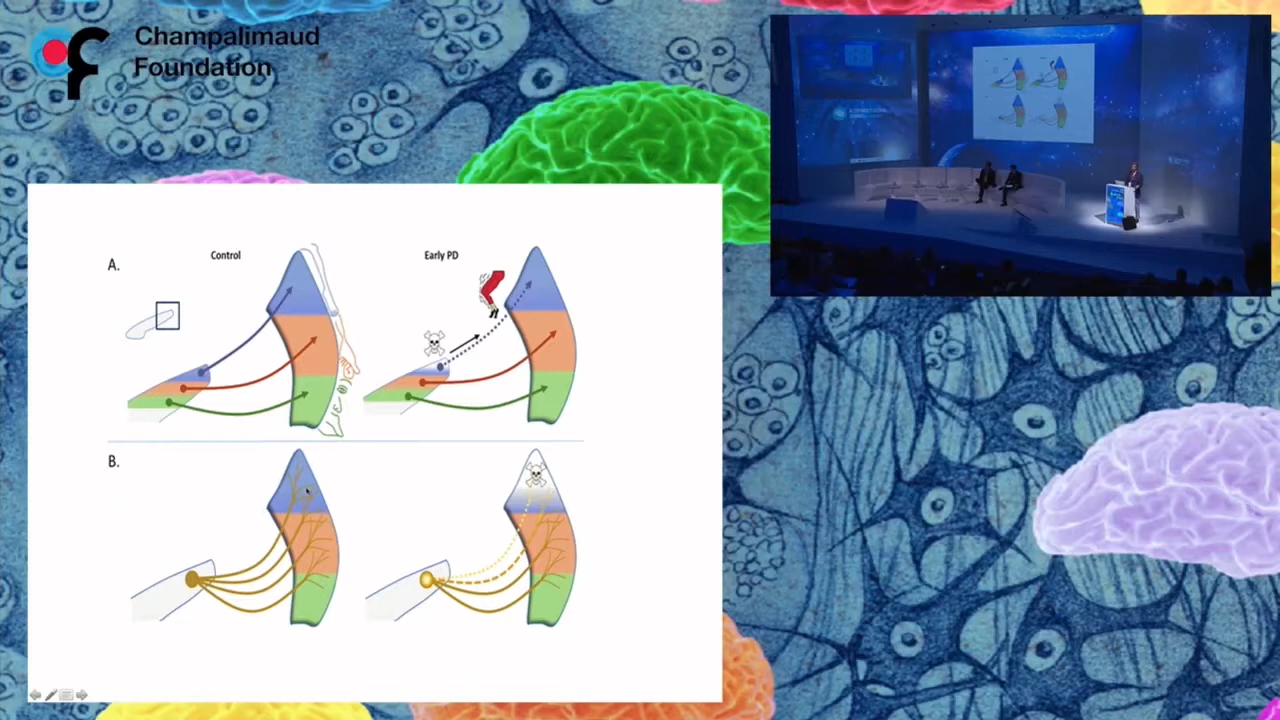 Champalimaud
Foundation
A.
Control
Early PD
B.